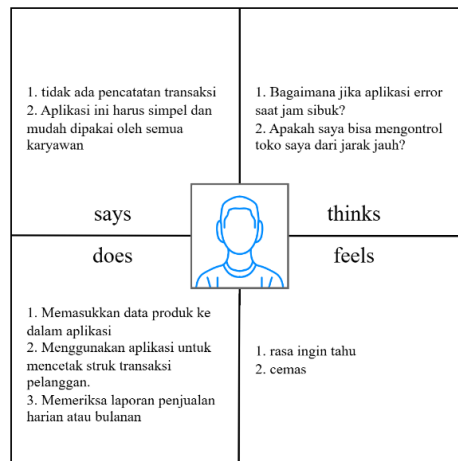 1. tidak ada pencatatan transaksi
2. Aplikasi ini harus simpel dan
mudah dipakai oleh semua
karyawan
says
1. Bagaimana jika aplikasi error
saat jam sibuk?
2. Apakah saya bisa mengontrol
toko saya dari jarak jauh?
thinks
does
1. Memasukkan data produk ke
dalam aplikasi
2. Menggunakan aplikasi untuk
mencetak struk transaksi
pelanggan.
3. Memeriksa laporan penjualan
harian atau bulanan
feels
1. rasa ingin tahu
2. cemas